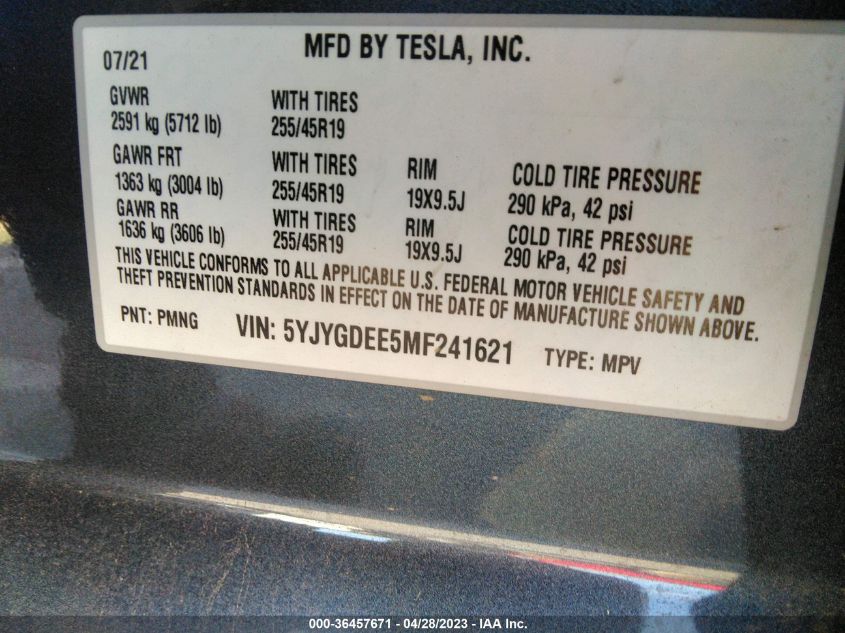 07/21
MFD BY TESLA, INC.
GVWR
2591 kg (5712 lb)
WITH TIRES
255/45R19
GAWR FRT
1363 kg (3004 lb)
WITH TIRES
255/45R19
RIM
19X9.5J
COLD TIRE PRESSURE
290 kPa, 42 psi
GAWR RR
1636 kg (3606 lb)
WITH TIRES
255/45R19
RIM
19X9.5J
COLD TIRE PRESSURE
290 kPa, 42 psi
THIS VEHICLE CONFORMS TO ALL APPLICABLE U.S. FEDERAL MOTOR VEHICLE SAFETY AND
THEFT PREVENTION STANDARDS IN EFFECT ON THE DATE OF MANUFACTURE SHOWN ABOVE.
PNT: PMNG VIN: 5YJYGDEE5MF241621 TYPE: MPV
000-36457671 - 04/28/2023 - IAA Inc.